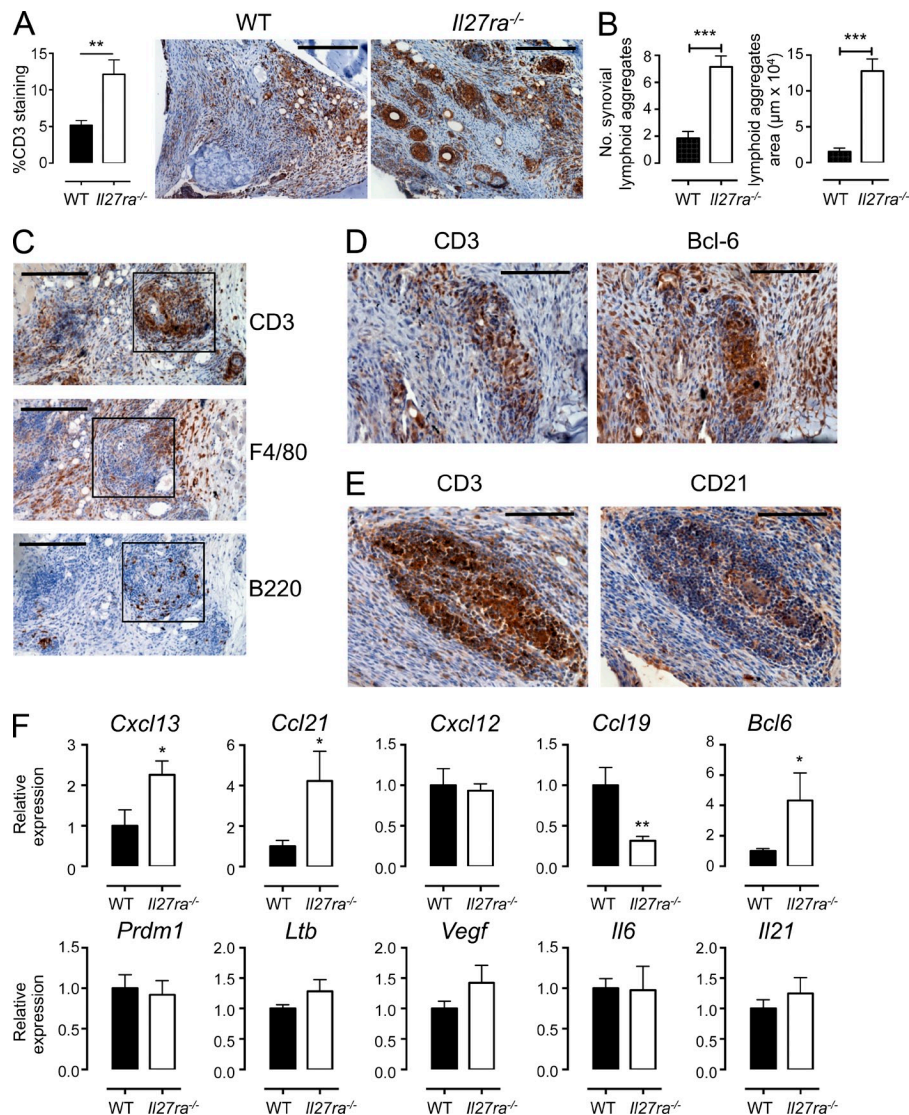 A
WT
Il27ra-/-
**
%CD3 staining
15
10
5
0
WT Il27ra-/-
B
***
No. synovial
lymphoid aggregates
8
6
4
2
0
WT Il27ra-/-
***
lymphoid aggregates
area (µm x 10⁴)
15
10
5
0
WT Il27ra-/-
C
CD3
F4/80
B220
D
CD3
Bcl-6
E
CD3
CD21
F
Relative
expression
Cxcl13
3
2
1
0
*
WT Il27ra-/-
Ccl21
6
4
2
0
*
WT Il27ra-/-
Cxcl12
1.5
1.0
0.5
0.0
WT Il27ra-/-
Ccl19
1.5
1.0
0.5
0.0
**
WT Il27ra-/-
Bcl6
8
6
4
2
0
*
WT Il27ra-/-
Relative
expression
Prdm1
1.5
1.0
0.5
0.0
WT Il27ra-/-
Ltb
2.0
1.5
1.0
0.5
0.0
WT Il27ra-/-
Vegf
2.0
1.5
1.0
0.5
0.0
WT Il27ra-/-
Il6
1.5
1.0
0.5
0.0
WT Il27ra-/-
Il21
2.0
1.5
1.0
0.5
0.0
WT Il27ra-/-